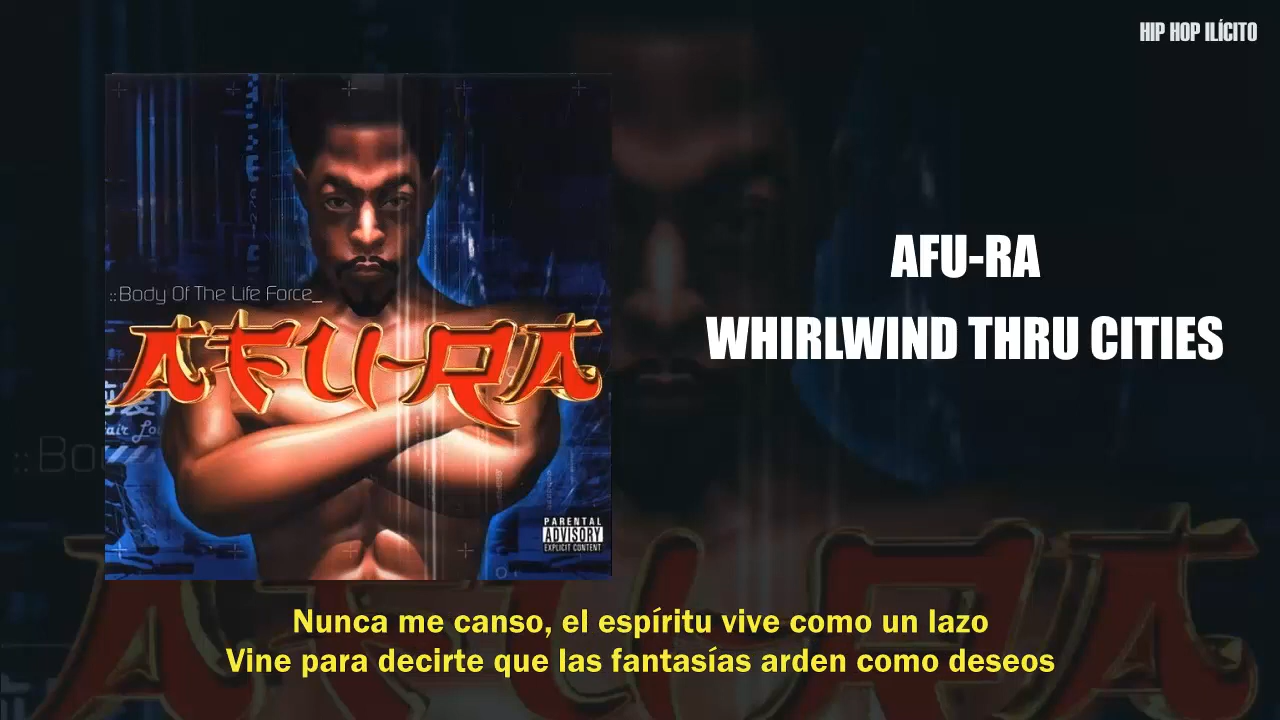 HIP HOP ILÍCITO
::Body Of The Life Force_
AFU-RA
PARENTAL
ADVISORY
EXPLICIT CONTENT
AFU-RA
WHIRLWIND THRU CITIES
Nunca me canso, el espíritu vive como un lazo
Vine para decirte que las fantasías arden como deseos